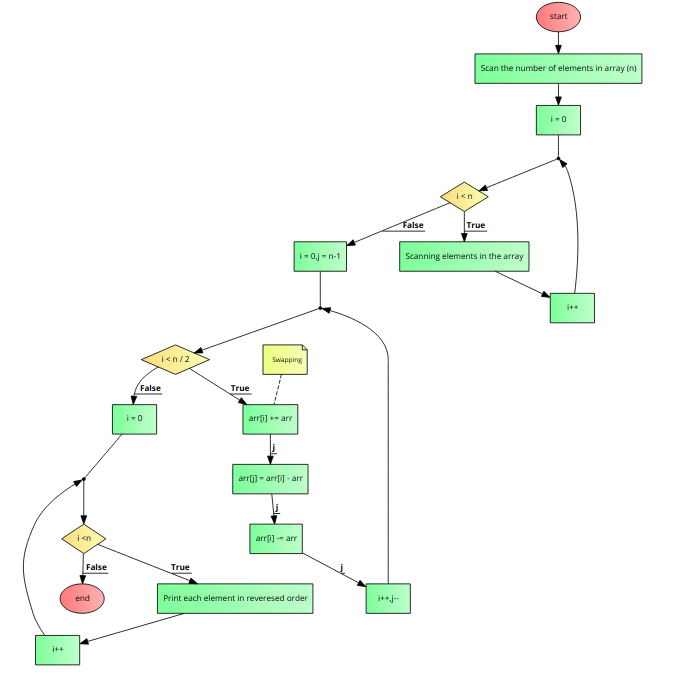 start
Scan the number of elements in array (n)
i = 0
i < n
False
True
i = 0,j = n-1
Scanning elements in the array
i++
i < n / 2
Swapping
False
True
i = 0
arr[i] += arr
j
arr[j] = arr[i] - arr
j
i <n
arr[i] -= arr
False
True
j
end
Print each element in reveresed order
i++,j--
i++